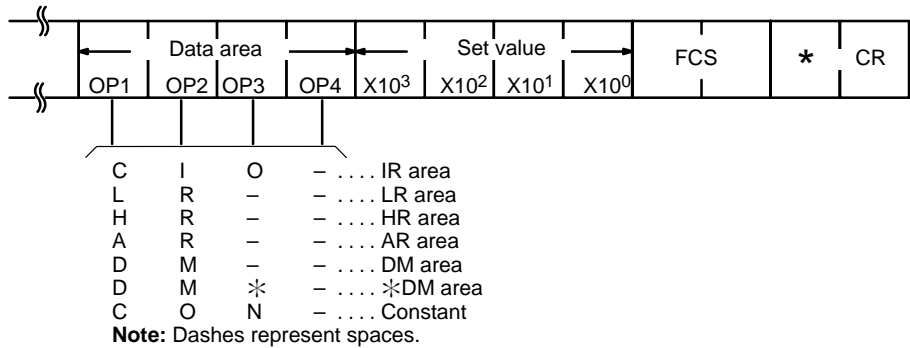 Data area Set value FCS * CR
OP1 OP2 OP3 OP4 X10³ X10² X10¹ X10⁰
C I O – . . . . IR area
L R – – . . . . LR area
H R – – . . . . HR area
A R – – . . . . AR area
D M – – . . . . DM area
D M ✻ – . . . . ✻DM area
C O N – . . . . Constant
Note: Dashes represent spaces.